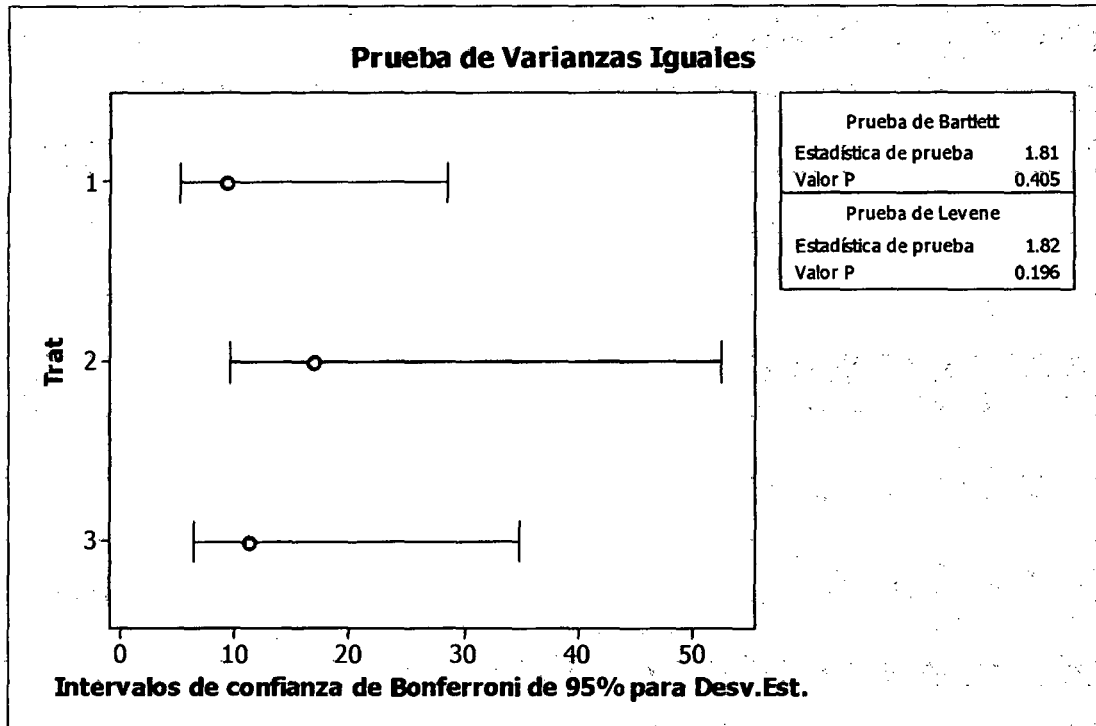 Prueba de Varianzas Iguales
Prueba de Bartlett
Estadística de prueba 1.81
Valor P 0.405
Prueba de Levene
Estadística de prueba 1.82
Valor P 0.196
Trat
1
2
3
0 10 20 30 40 50
Intervalos de confianza de Bonferroni de 95% para Desv.Est.